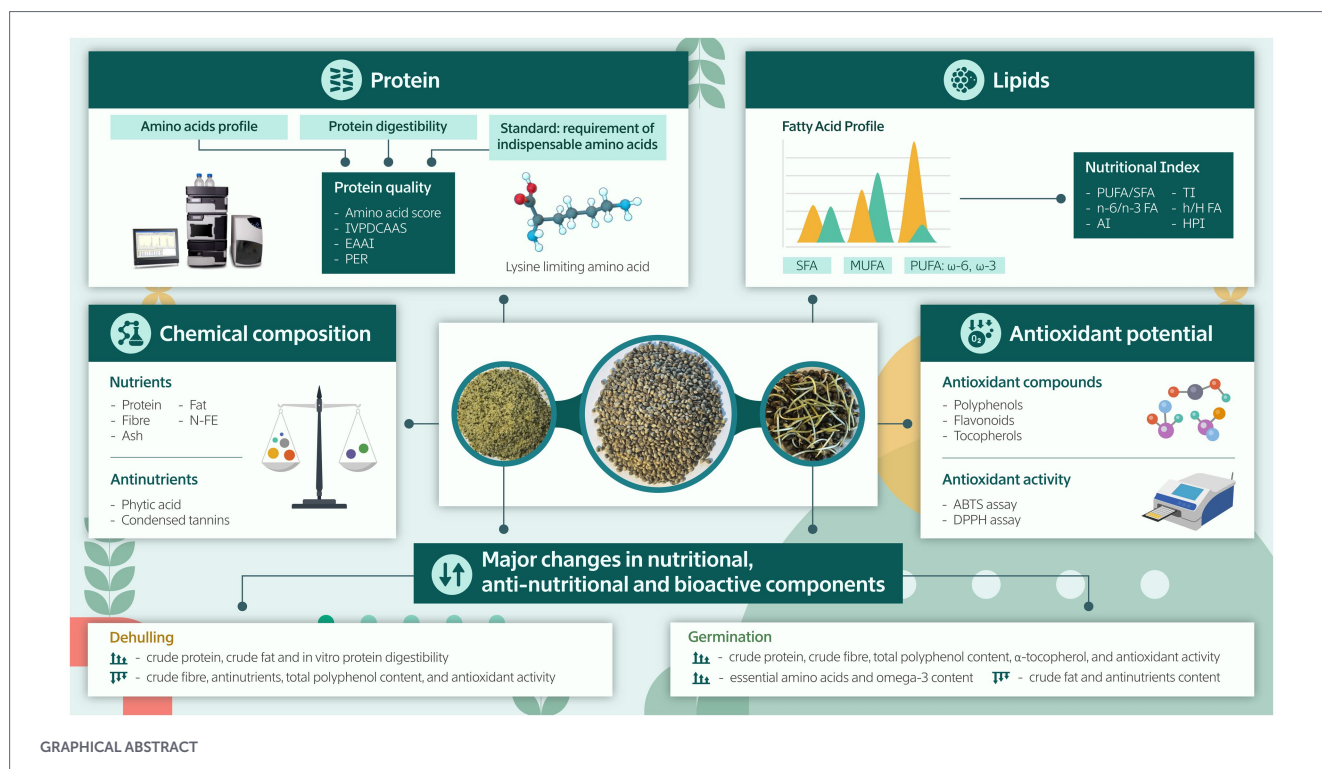 Protein
Amino acids profile
Protein digestibility
Standard: requirement of
indispensable amino acids
Protein quality
- Amino acid score
- IVPDCAAS
- EAAI
- PER
Lysine limiting amino acid
Lipids
Fatty Acid Profile
SFA
MUFA
PUFA: ω-6, ω-3
Nutritional Index
- PUFA/SFA
- n-6/n-3 FA
- AI
- TI
- h/H FA
- HPI
Chemical composition
Nutrients
- Protein
- Fibre
- Ash
- Fat
- N-FE
Antinutrients
- Phytic acid
- Condensed tannins
O₂
Antioxidant potential
Antioxidant compounds
- Polyphenols
- Flavonoids
- Tocopherols
Antioxidant activity
- ABTS assay
- DPPH assay
Major changes in nutritional,
anti-nutritional and bioactive components
Dehulling
- crude protein, crude fat and in vitro protein digestibility
- crude fibre, antinutrients, total polyphenol content, and antioxidant activity
Germination
- crude protein, crude fibre, total polyphenol content, α-tocopherol, and antioxidant activity
- essential amino acids and omega-3 content
- crude fat and antinutrients content
GRAPHICAL ABSTRACT